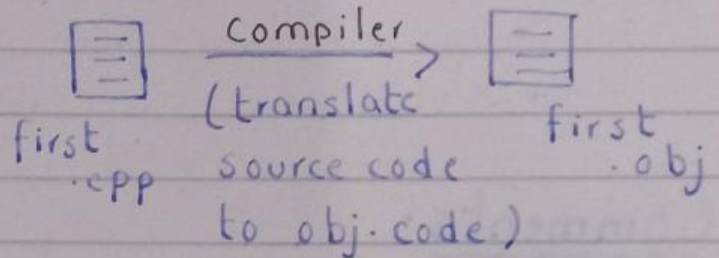 compiler
(translate
source code
to obj. code)
first
.cpp
first
.obj